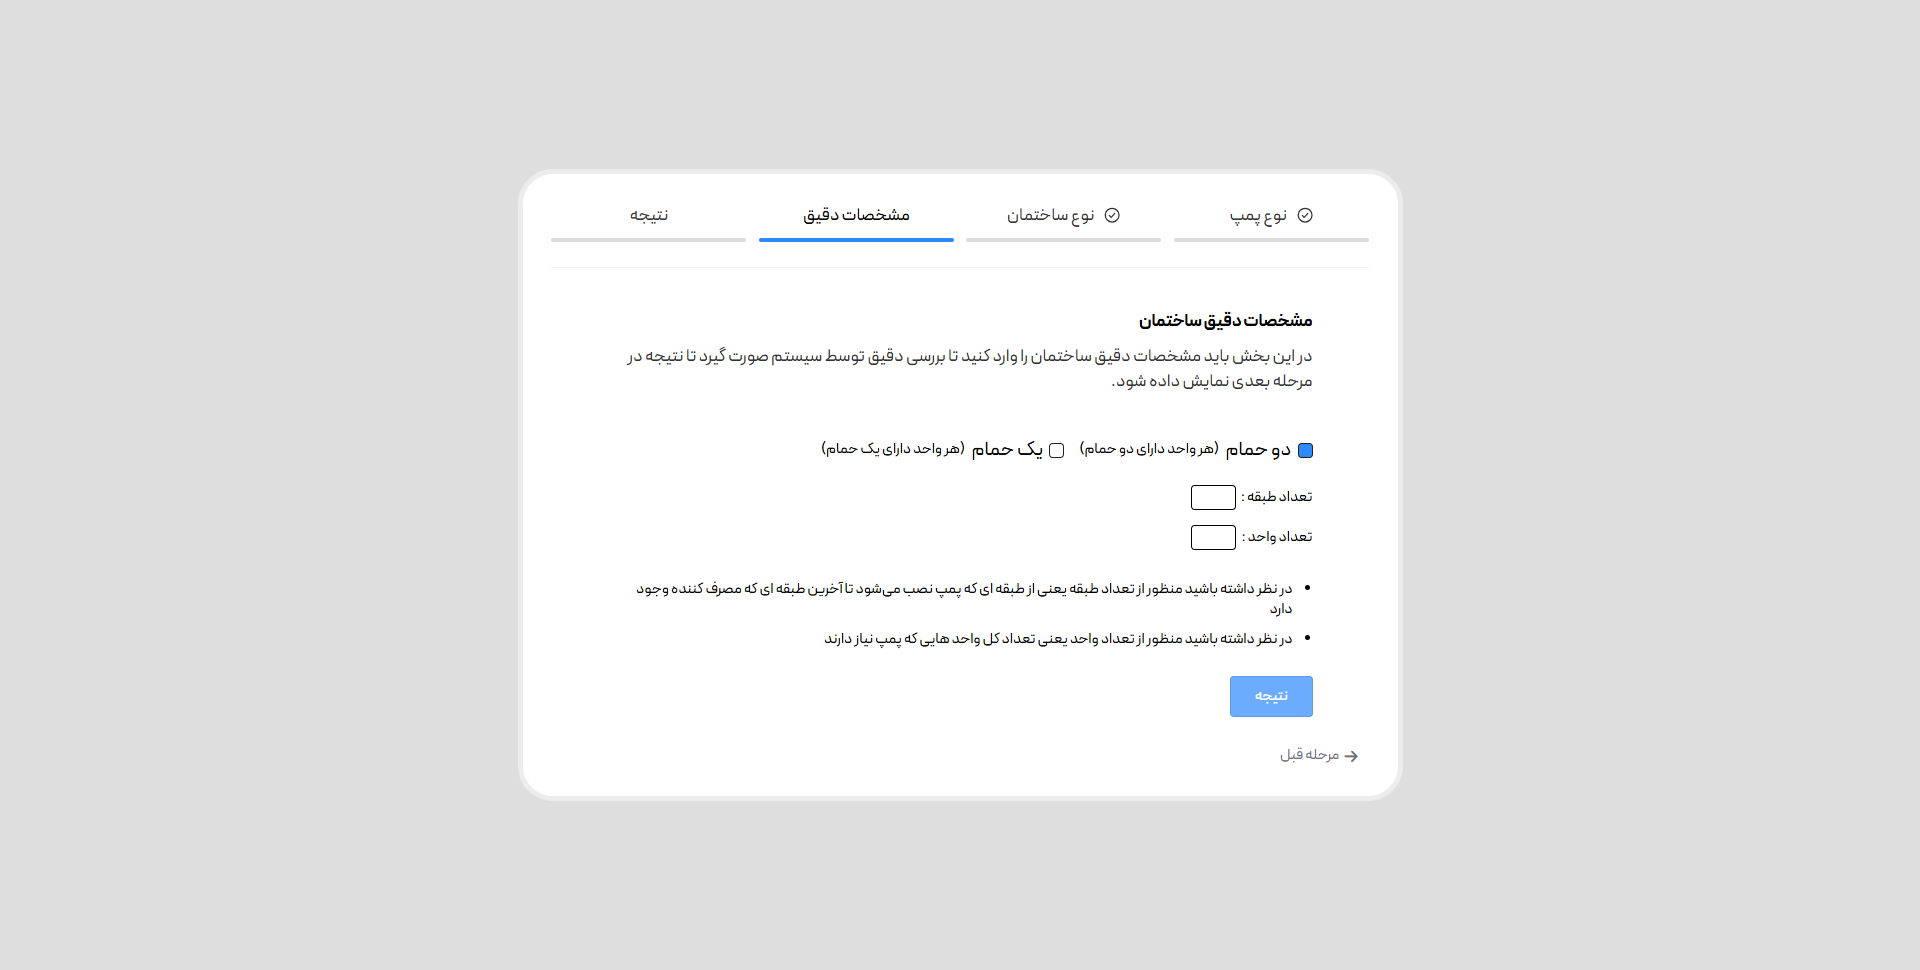 نوع پمپ
نوع ساختمان
مشخصات دقیق
نتیجه
مشخصات دقیق ساختمان
در این بخش باید مشخصات دقیق ساختمان را وارد کنید تا بررسی دقیق توسط سیستم صورت گیرد تا نتیجه در
مرحله بعدی نمایش داده شود.
دو حمام (هر واحد دارای دو حمام) یک حمام (هر واحد دارای یک حمام)
تعداد طبقه :
تعداد واحد :
در نظر داشته باشید منظور از تعداد طبقه یعنی از طبقه ای که پمپ نصب می‌شود تا آخرین طبقه ای که مصرف کننده وجود
دارد
در نظر داشته باشید منظور از تعداد واحد یعنی تعداد کل واحد هایی که پمپ نیاز دارند
نتیجه
مرحله قبل